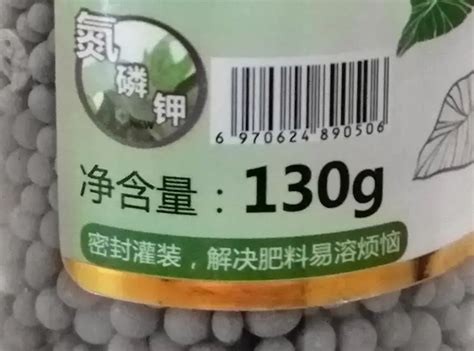 氮
磷
钾
6 970624 890506
净含量：130g
密封灌装，解决肥料易溶烦恼